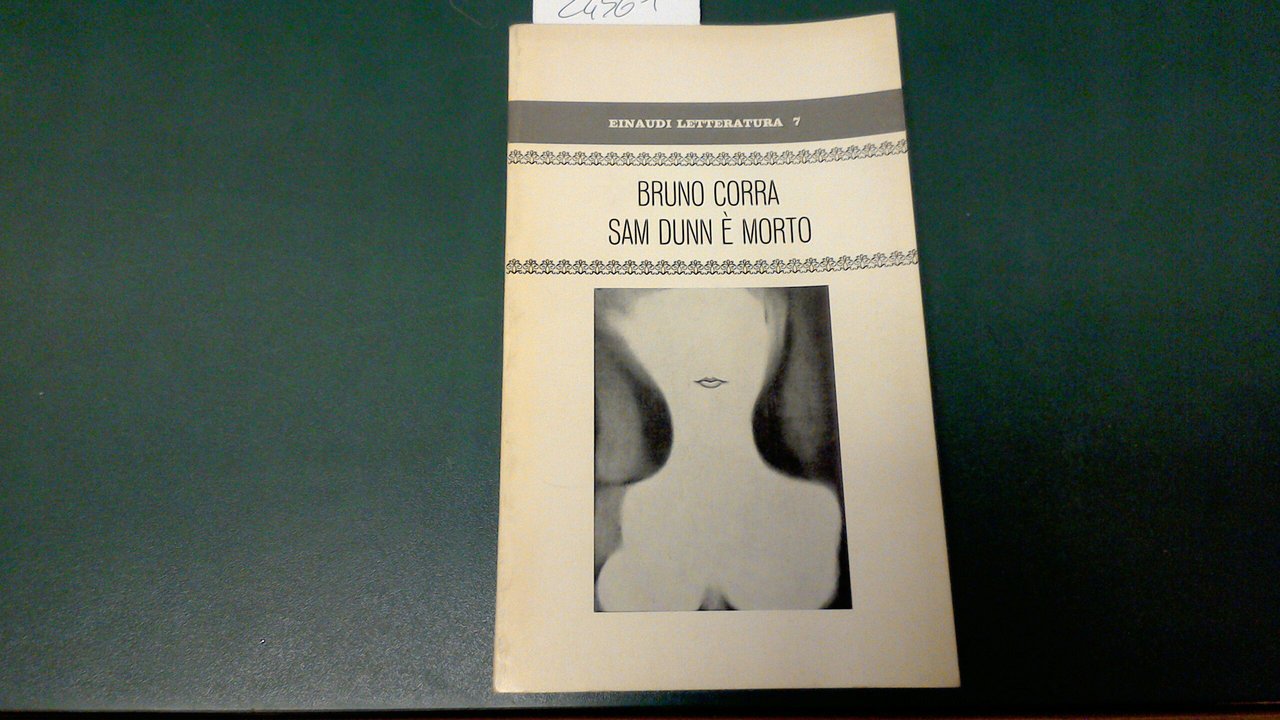 EINAUDI LETTERATURA 7
BRUNO CORRA
SAM DUNN È MORTO